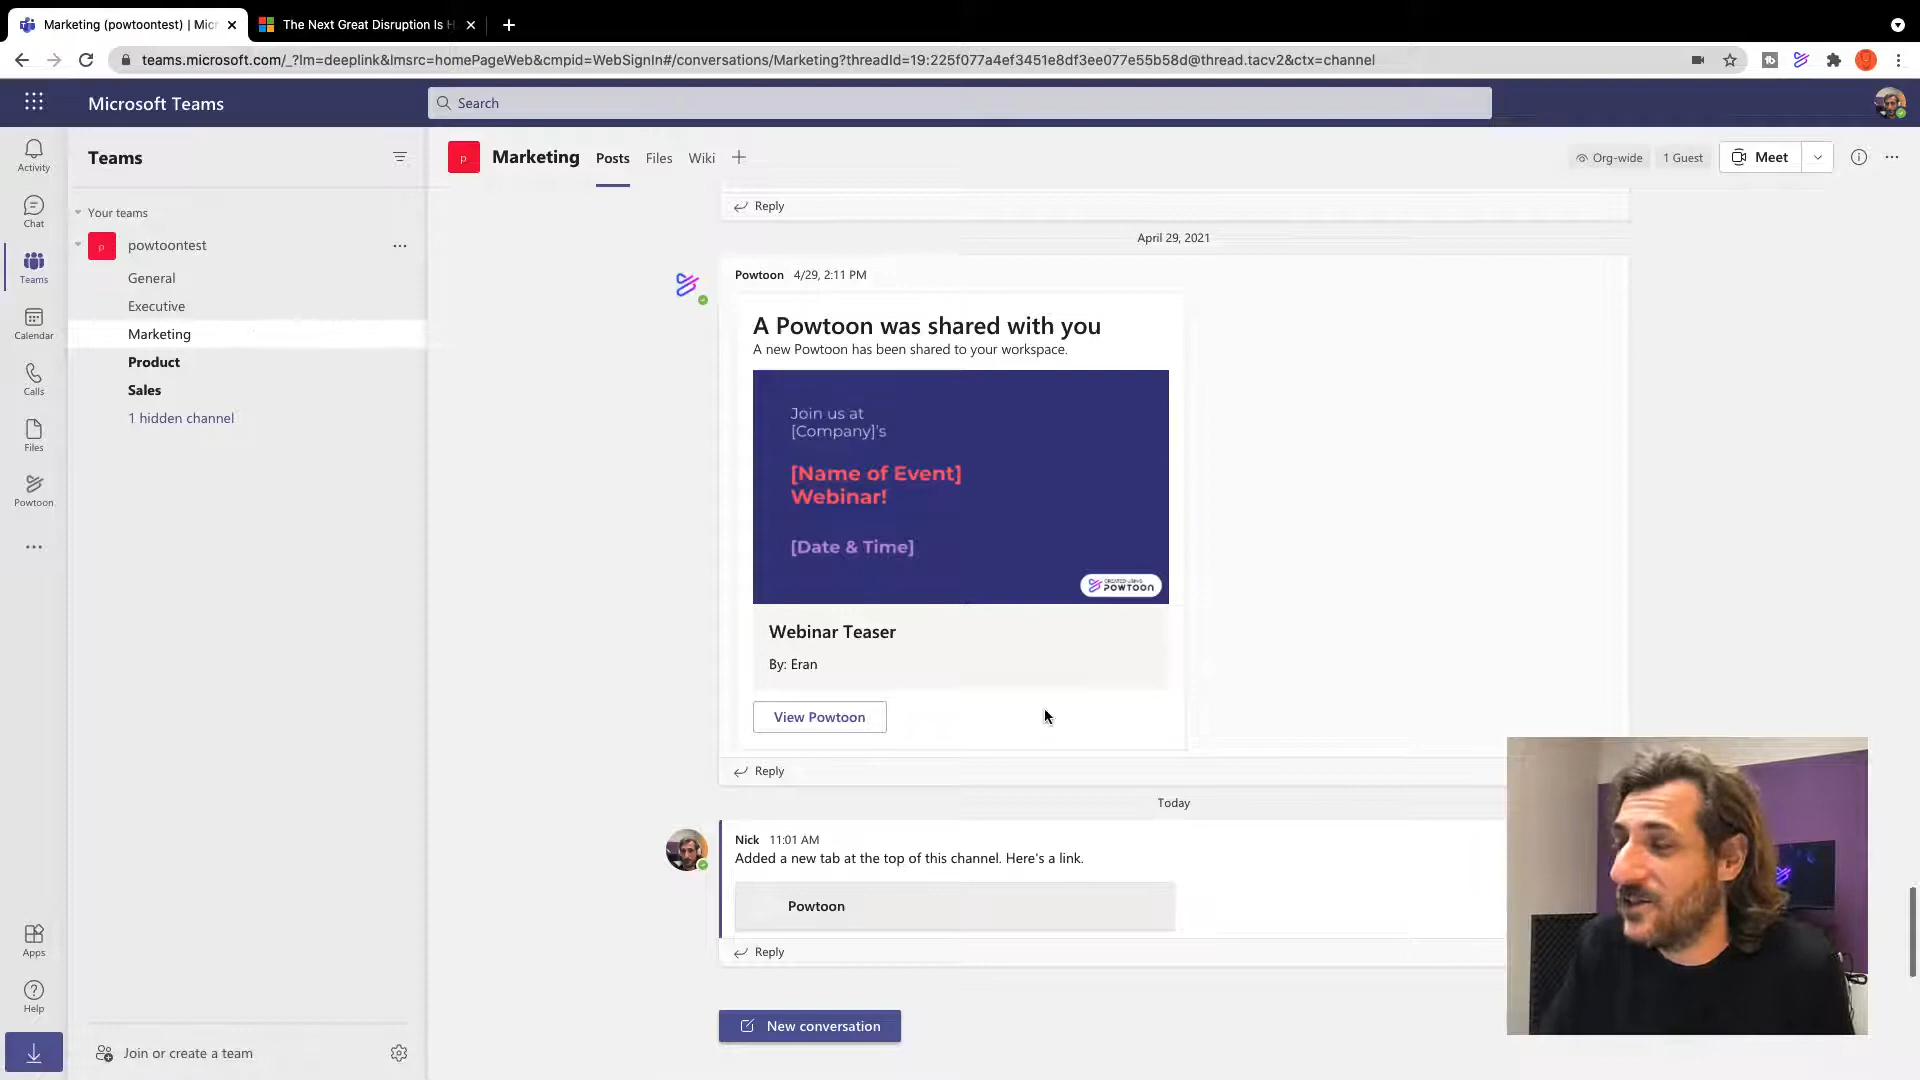 Marketing (powtoontest) | Mic
The Next Great Disruption Is H
teams.microsoft.com/_?lm=deeplink&lmsrc=homePageWeb&cmpid=WebSignIn#/conversations/Marketing?threadId=19:225f077a4ef3451e8df3ee077e55b58d@thread.tacv2&ctx=channel
Microsoft Teams
Search
Activity
Chat
Teams
Calendar
Calls
Files
Powtoon
Apps
Help
Teams
Your teams
p
powtoontest
General
Executive
Marketing
Product
Sales
1 hidden channel
Join or create a team
p
Marketing
Posts
Files
Wiki
Org-wide
1 Guest
Meet
Reply
April 29, 2021
Powtoon 4/29, 2:11 PM
A Powtoon was shared with you
A new Powtoon has been shared to your workspace.
Join us at
[Company]'s
[Name of Event]
Webinar!
[Date & Time]
CREATED USING
POWTOON
Webinar Teaser
By: Eran
View Powtoon
Reply
Today
Nick 11:01 AM
Added a new tab at the top of this channel. Here's a link.
Powtoon
Reply
New conversation